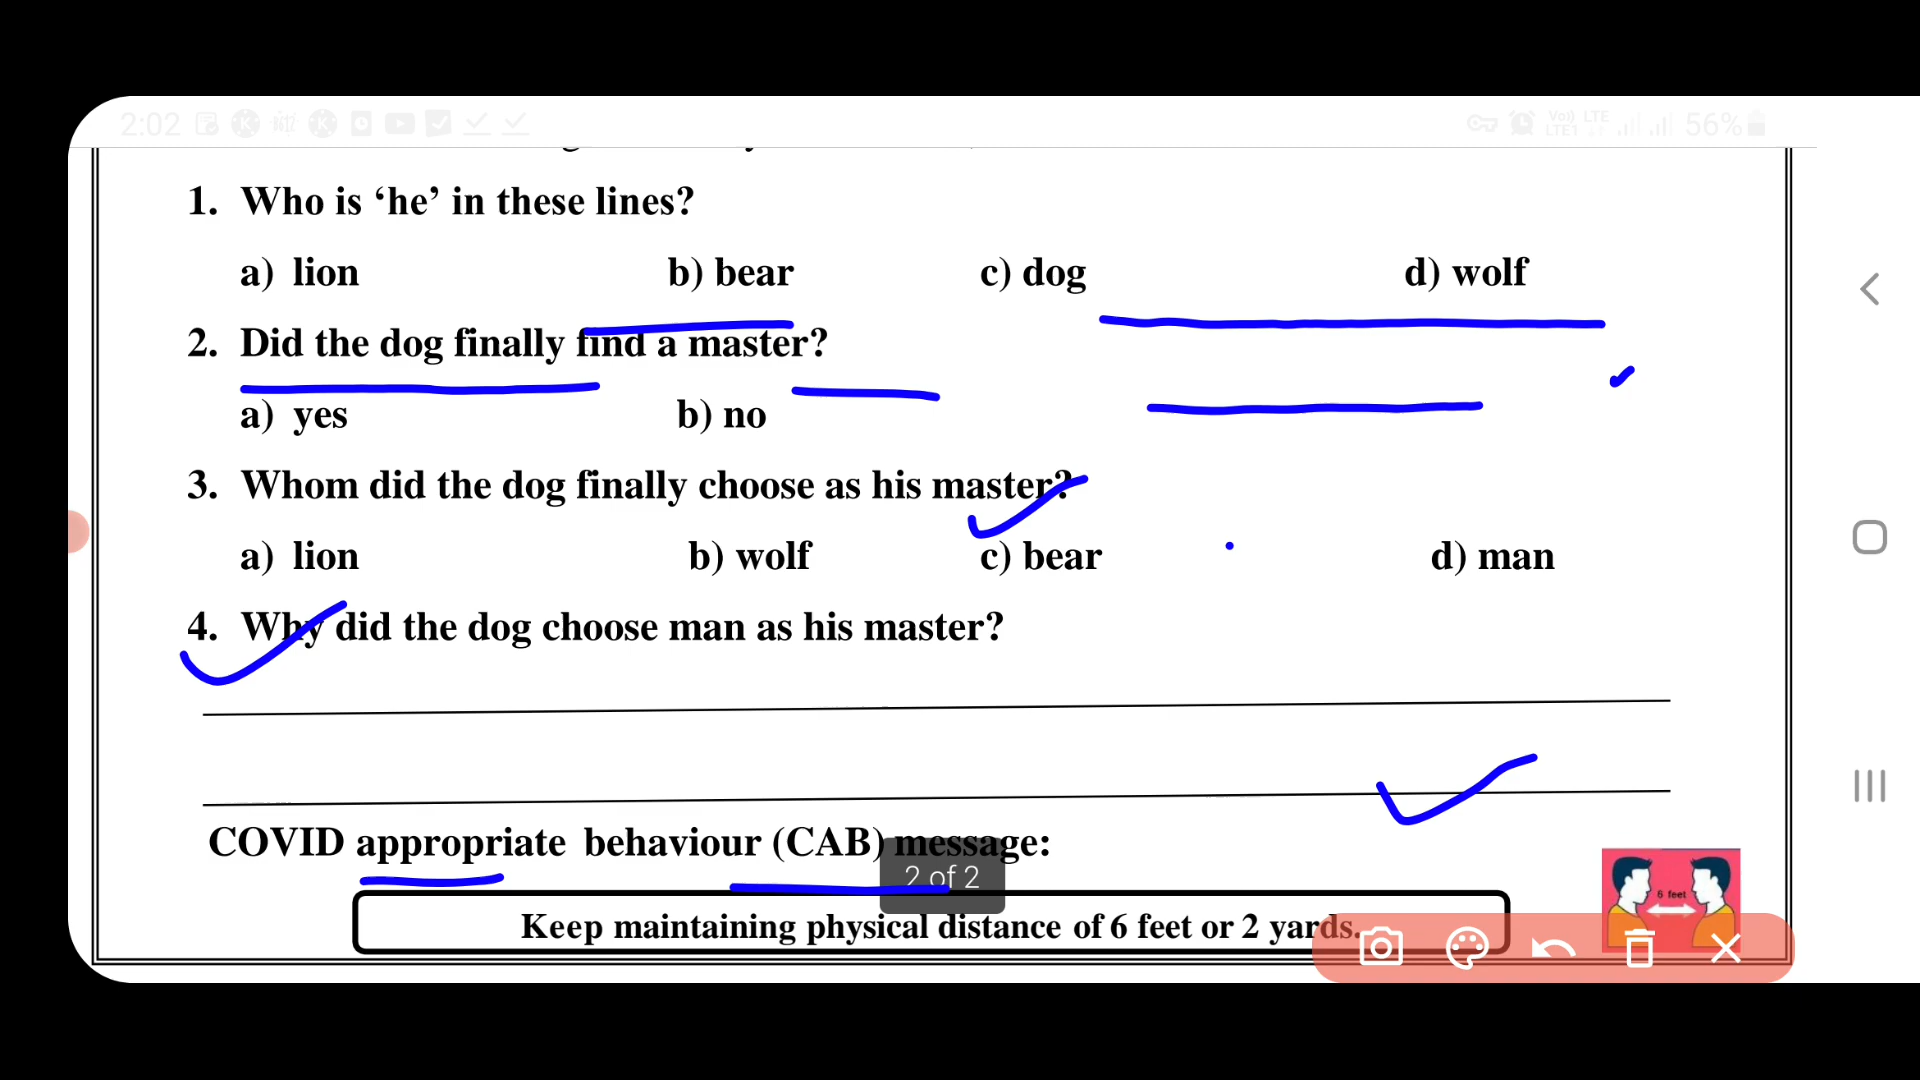 2:02 56%
1. Who is ‘he’ in these lines?
a) lion b) bear c) dog d) wolf
2. Did the dog finally find a master?
a) yes b) no
3. Whom did the dog finally choose as his master?
a) lion b) wolf c) bear d) man
4. Why did the dog choose man as his master?
COVID appropriate behaviour (CAB) message:
2 of 2
6 feet
Keep maintaining physical distance of 6 feet or 2 yards.